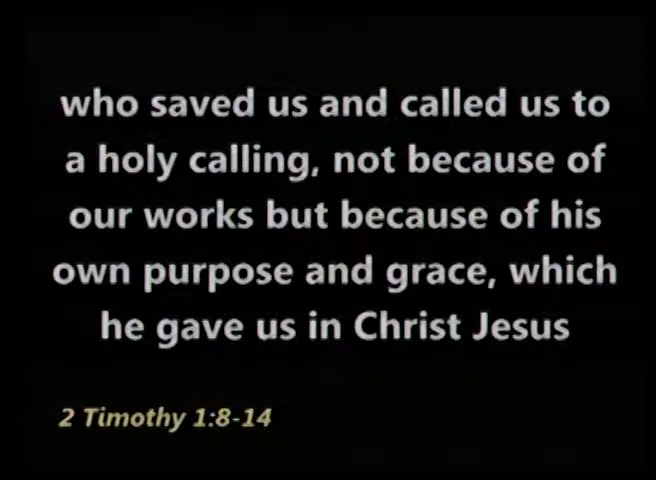 who saved us and called us to
a holy calling, not because of
our works but because of his
own purpose and grace, which
he gave us in Christ Jesus
2 Timothy 1:8-14